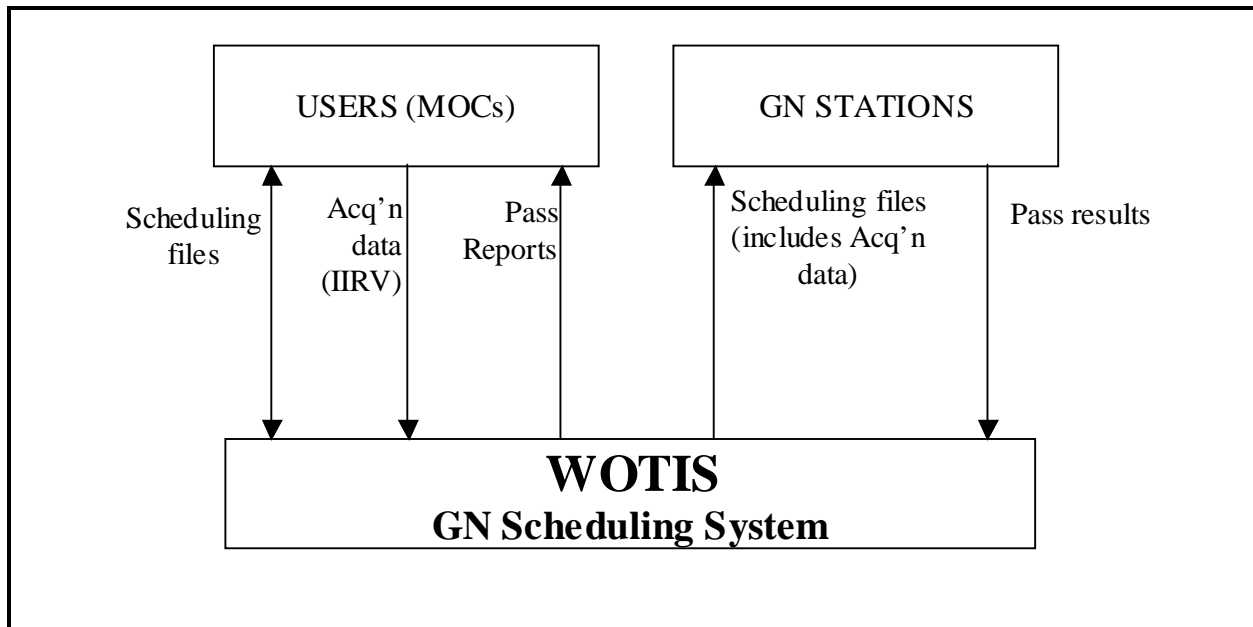 USERS (MOCs)
GN STATIONS
Scheduling
files
Acq’n
data
(IIRV)
Pass
Reports
Scheduling files
(includes Acq’n
data)
Pass results
WOTIS
GN Scheduling System